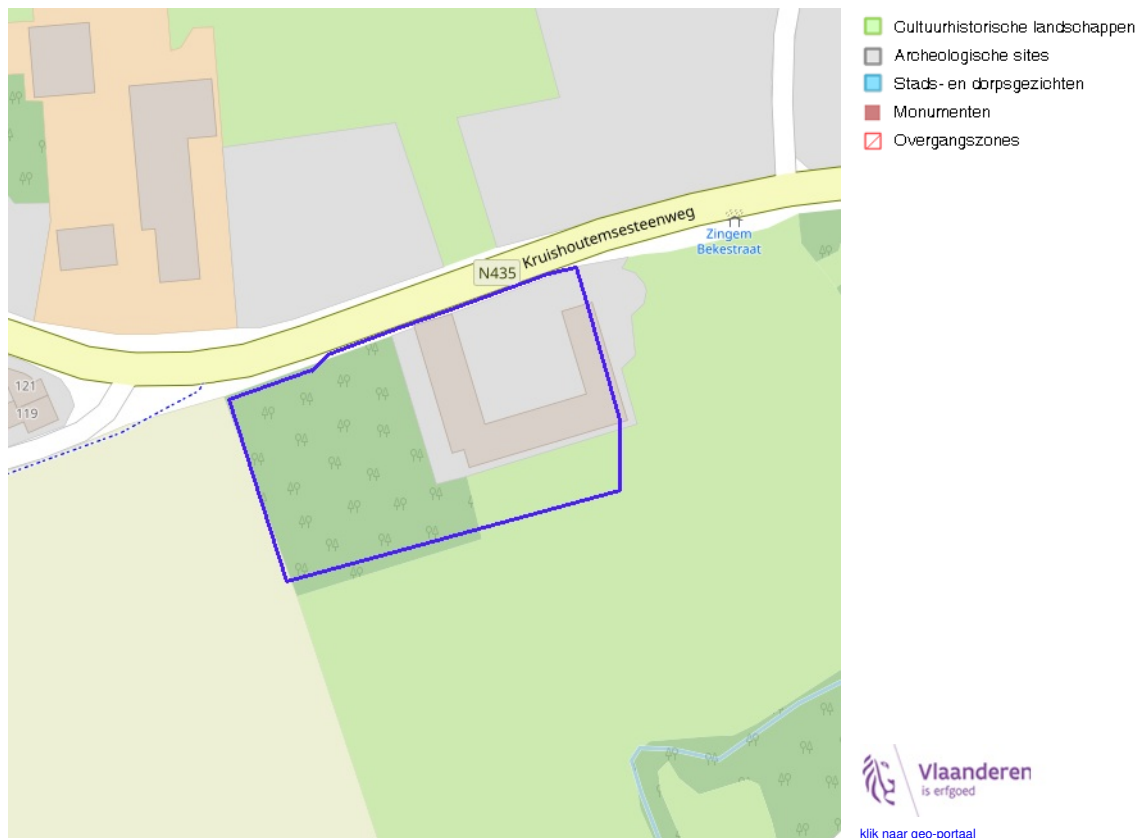 Kruishoutemsesteenweg
N435
Zingem
Bekestraat
121
119
Cultuurhistorische landschappen
Archeologische sites
Stads- en dorpsgezichten
Monumenten
Overgangszones
Vlaanderen
is erfgoed
klik naar geo-portaal